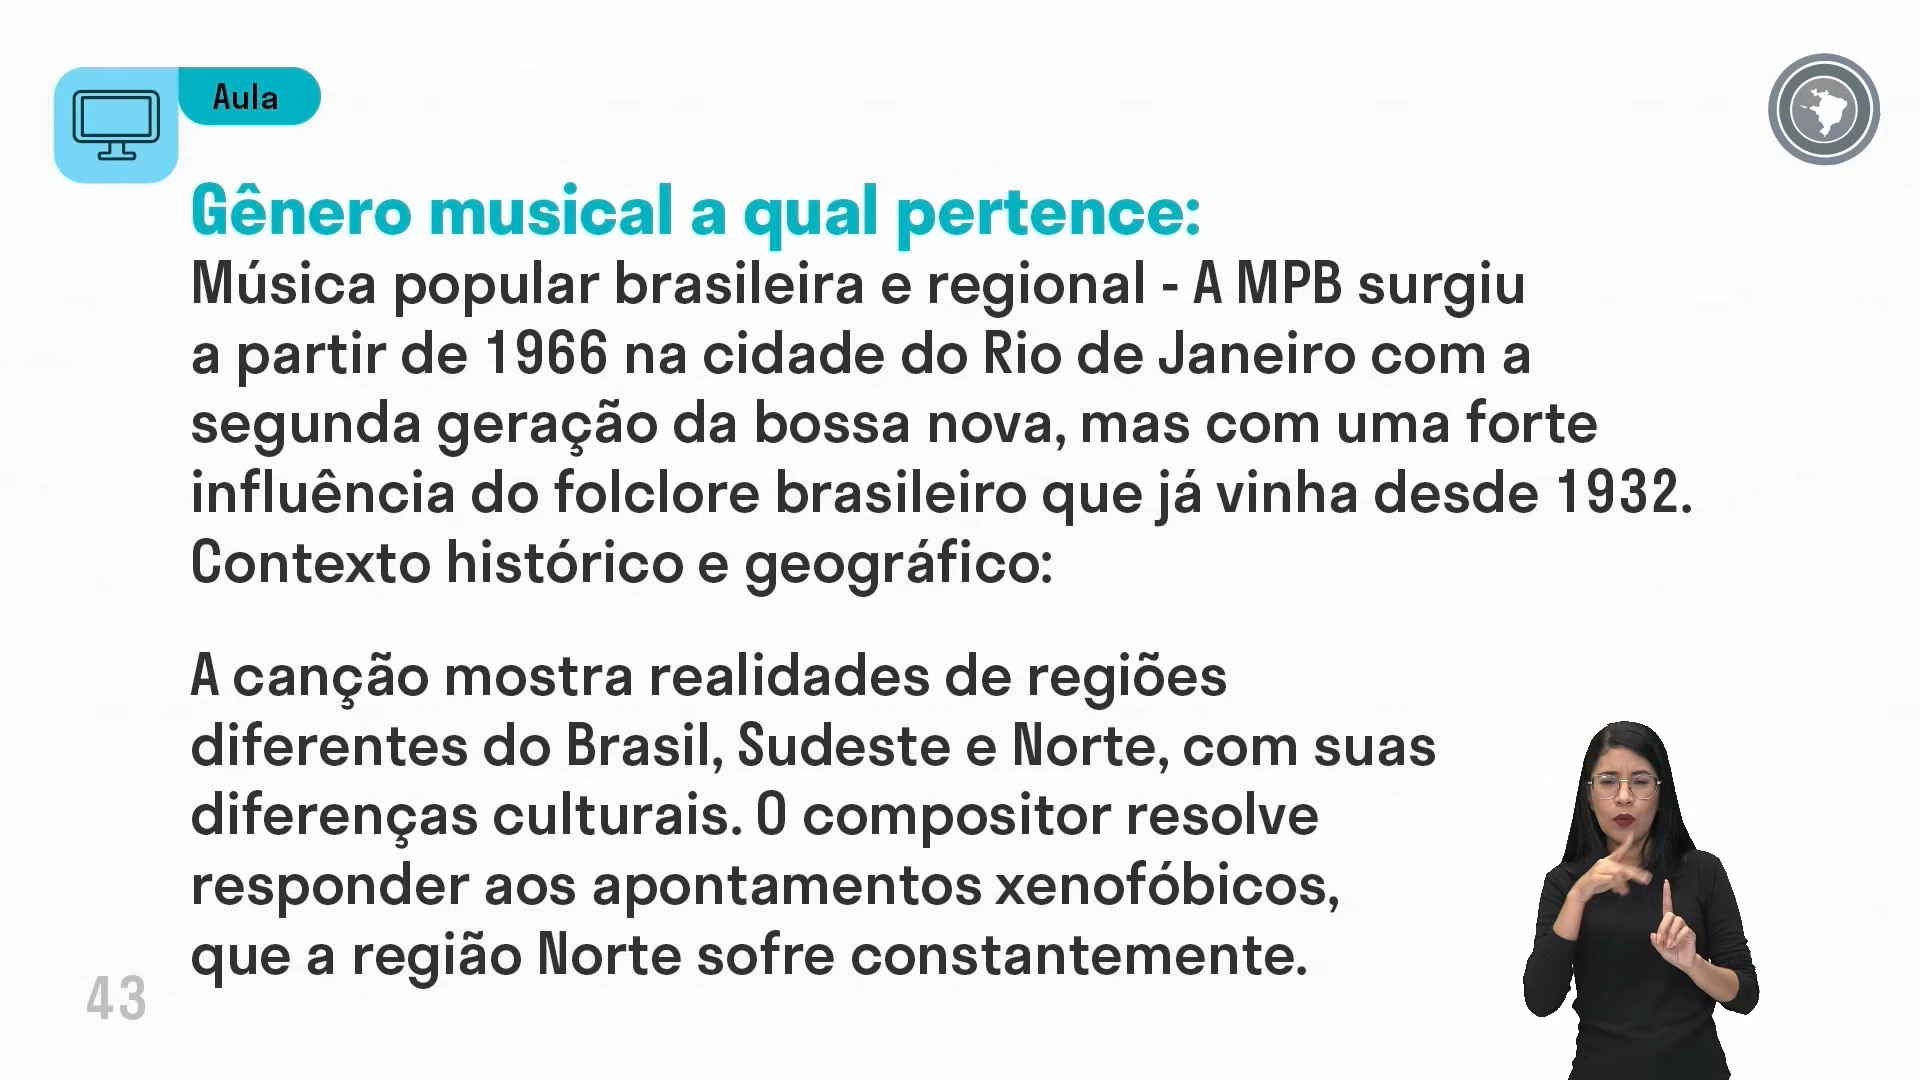 Aula
Gênero musical a qual pertence:
Música popular brasileira e regional - A MPB surgiu
a partir de 1966 na cidade do Rio de Janeiro com a
segunda geração da bossa nova, mas com uma forte
influência do folclore brasileiro que já vinha desde 1932.
Contexto histórico e geográfico:
A canção mostra realidades de regiões
diferentes do Brasil, Sudeste e Norte, com suas
diferenças culturais. O compositor resolve
responder aos apontamentos xenofóbicos,
que a região Norte sofre constantemente.
43